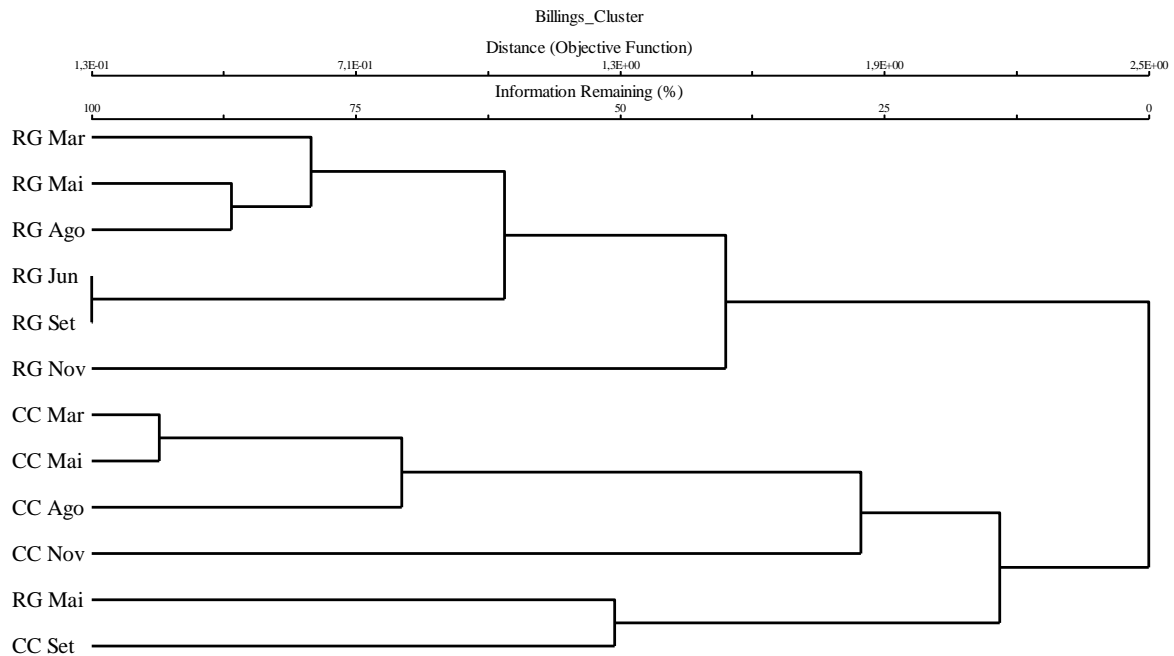 Billings_Cluster
Distance (Objective Function)
1,3E-01 7,1E-01 1,3E+00 1,9E+00 2,5E+00
Information Remaining (%)
100 75 50 25 0
RG Mar
RG Mai
RG Ago
RG Jun
RG Set
RG Nov
CC Mar
CC Mai
CC Ago
CC Nov
RG Mai
CC Set